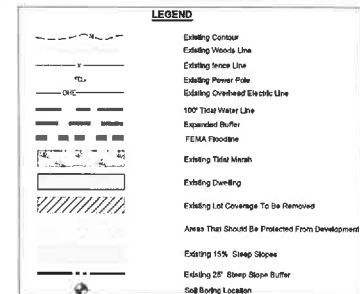 LEGEND
Existing Contour
Existing Woods Line
x
Existing fence Line
Existing Power Pole
OHE
Existing Overhead Electric Line
100' Tidal Water Line
Expanded Buffer
FEMA Floodline
Existing Tidal Marsh
Existing Dwelling
Existing Lot Coverage To Be Removed
Areas That Should Be Protected From Development
Existing 15% Steep Slopes
Existing 25' Steep Slope Buffer
Soil Boring Location